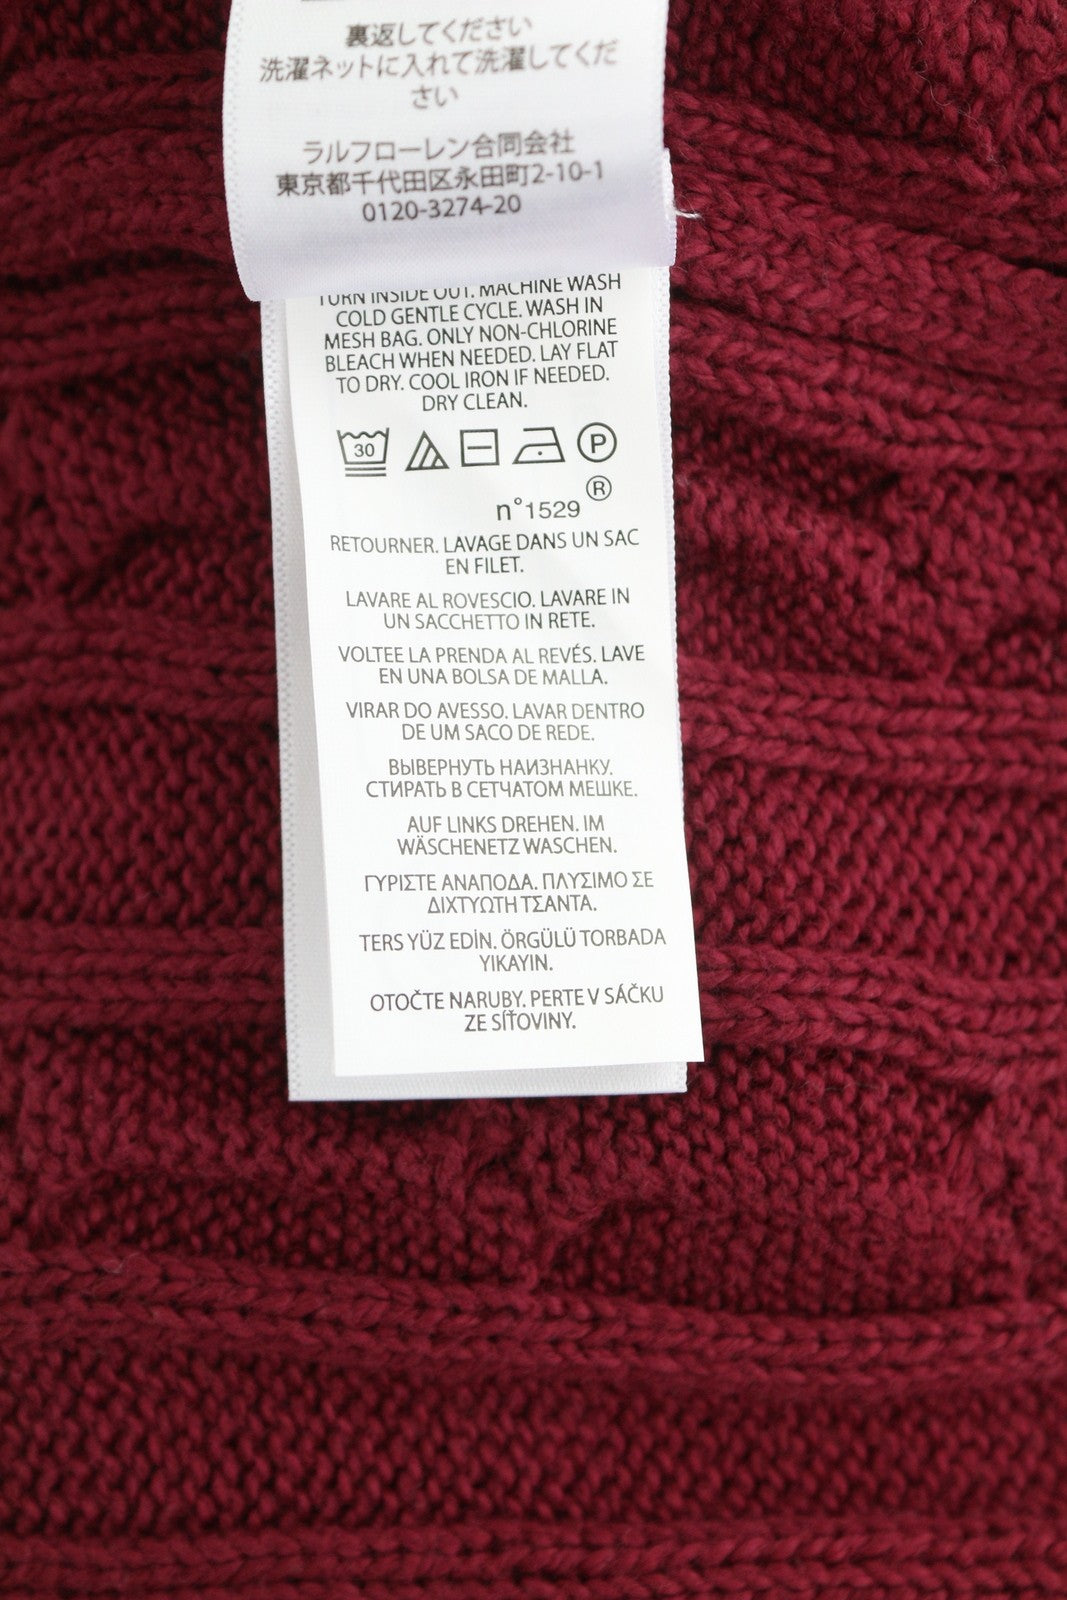 裏返してください
洗濯ネットに入れて洗濯してくだ
さい
ラルフローレン合同会社
東京都千代田区永田町2-10-1
0120-3274-20
TURN INSIDE OUT. MACHINE WASH
COLD GENTLE CYCLE. WASH IN
MESH BAG. ONLY NON-CHLORINE
BLEACH WHEN NEEDED. LAY FLAT
TO DRY. COOL IRON IF NEEDED.
DRY CLEAN.
30 P
®
n°1529
RETOURNER. LAVAGE DANS UN SAC
EN FILET.
LAVARE AL ROVESCIO. LAVARE IN
UN SACCHETTO IN RETE.
VOLTEE LA PRENDA AL REVÉS. LAVE
EN UNA BOLSA DE MALLA.
VIRAR DO AVESSO. LAVAR DENTRO
DE UM SACO DE REDE.
ВЫВЕРНУТЬ НАИЗНАНКУ.
СТИРАТЬ В СЕТЧАТОМ МЕШКЕ.
AUF LINKS DREHEN. IM
WÄSCHENETZ WASCHEN.
ΓΥΡΙΣΤΕ ΑΝΑΠΟΔΑ. ΠΛΥΣΙΜΟ ΣΕ
ΔΙΧΤΥΩΤΗ ΤΣΑΝΤΑ.
TERS YÜZ EDİN. ÖRGÜLÜ TORBADA
YIKAYIN.
OTOČTE NARUBY. PERTE V SÁČKU
ZE SÍŤOVINY.